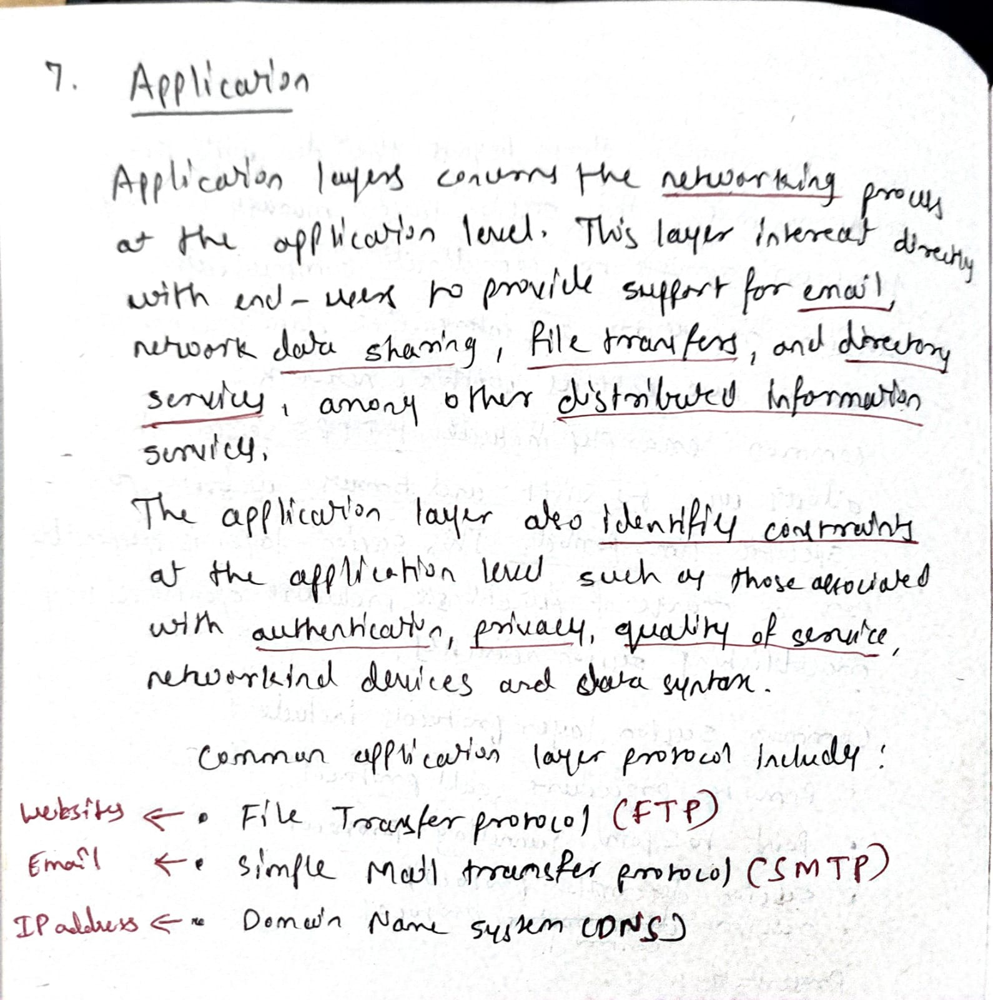 7. Application
Application layers concerns the networking process
at the application level. This layer intereat directly
with end-users to provide support for email,
network data sharing, file transfers, and directory
services, among other distributed information
services.
The application layer also identifies constraints
at the application level such as those associated
with authentication, privacy, quality of service,
networkind devices and data syntax.
Common application layer protocol includes:
Websites ← • File Transfer protocol (FTP)
Email ← • Simple Mail transfer protocol (SMTP)
IP address ← • Domain Name system (DNS)